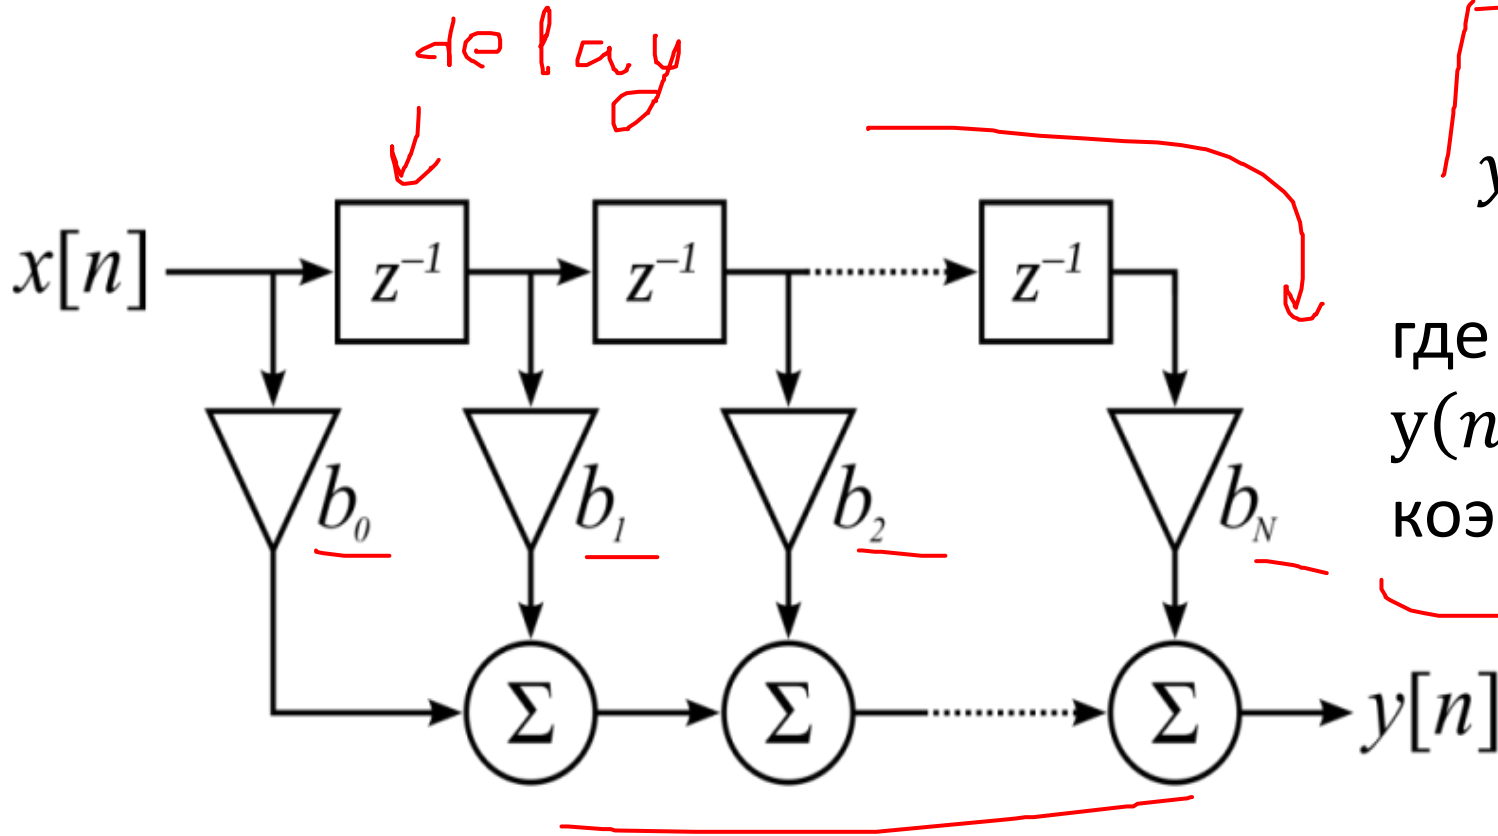 delay
y
x[n] z⁻¹ z⁻¹ z⁻¹
где
y(n
b₀ b₁ b₂ b_N
коэ
Σ Σ Σ y[n]